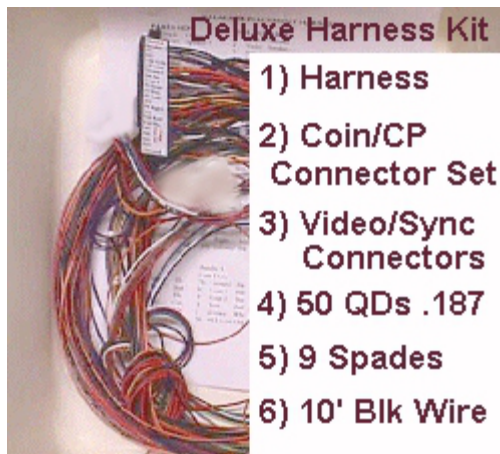 Deluxe Harness Kit
1) Harness
2) Coin/CP
Connector Set
3) Video/Sync
Connectors
4) 50 QDs .187
5) 9 Spades
6) 10' Blk Wire